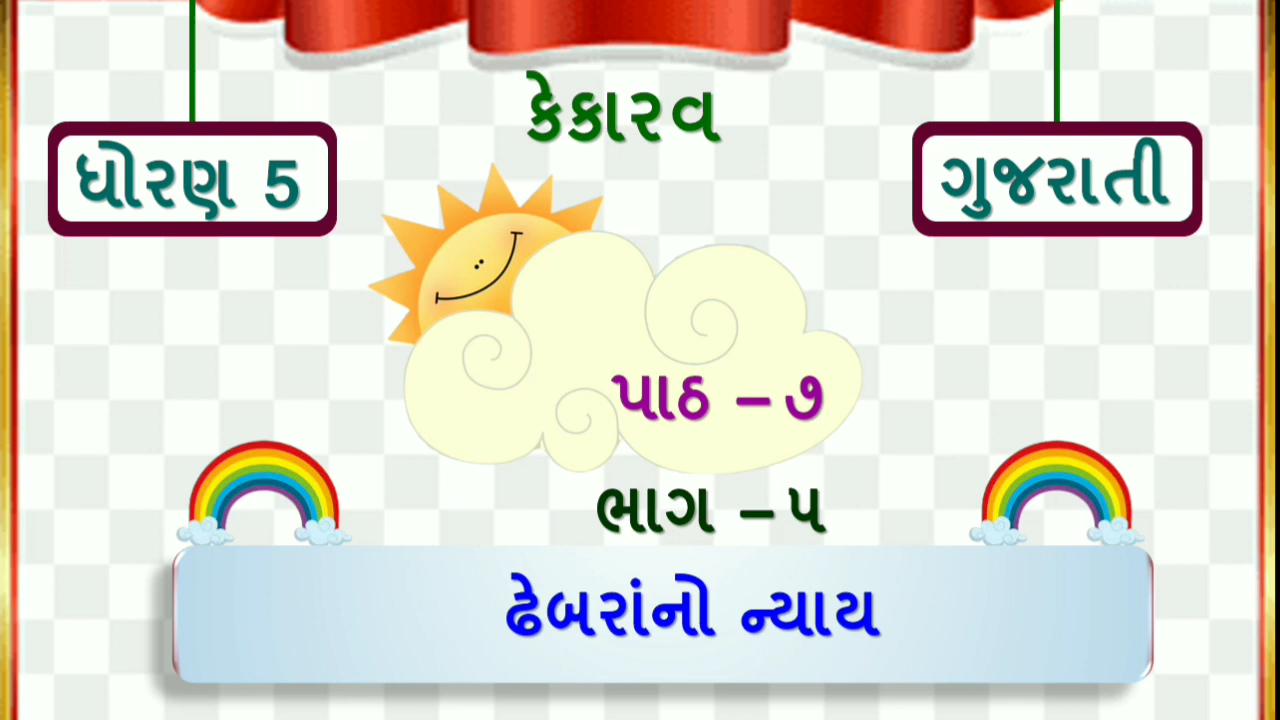 કેકારવ
ધોરણ 5
ગુજરાતી
પાઠ – ૭
ભાગ – ૫
ઢેબરાંનો ન્યાય